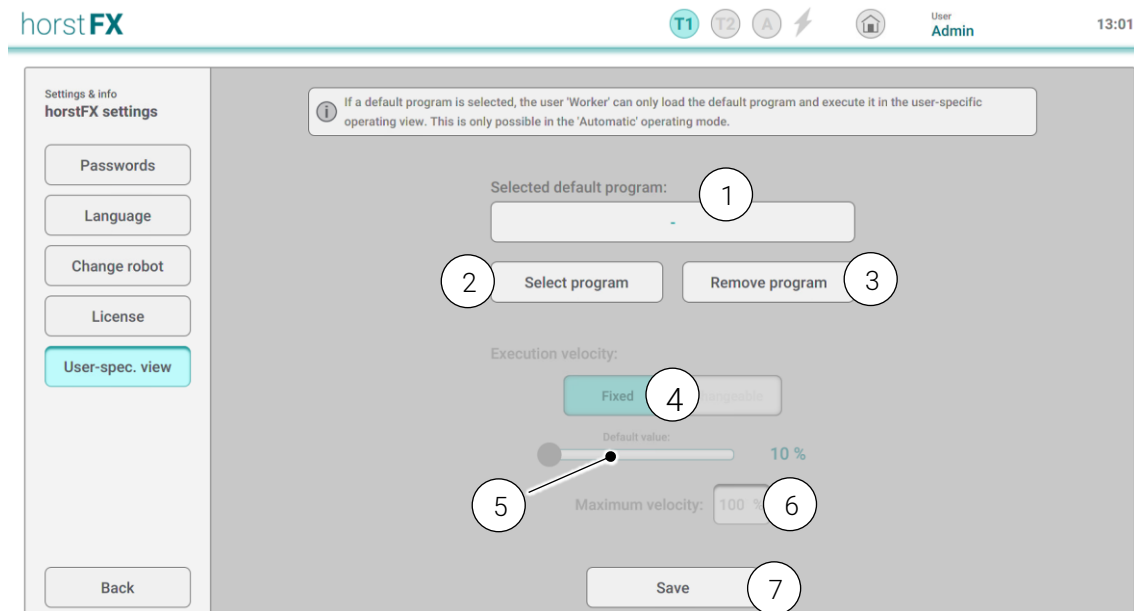 horstFX
T1 T2 A
User
Admin
13:01
Settings & info
horstFX settings
Passwords
Language
Change robot
License
User-spec. view
Back
If a default program is selected, the user 'Worker' can only load the default program and execute it in the user-specific
operating view. This is only possible in the 'Automatic' operating mode.
Selected default program:
1
-
2
Select program
Remove program
3
Execution velocity:
Fixed
4
Default value:
10 %
5
Maximum velocity:
100 %
6
Save
7